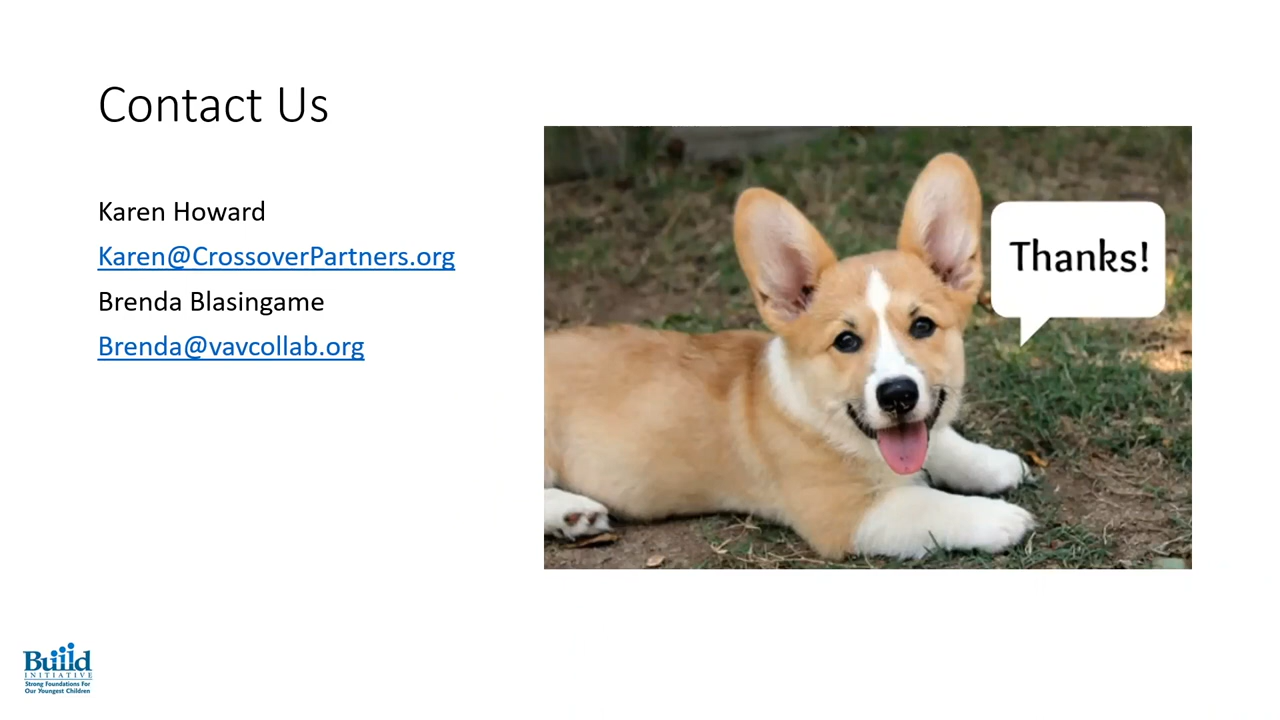 Contact Us
Karen Howard
Karen@CrossoverPartners.org
Brenda Blasingame
Brenda@vavcollab.org
Thanks!
Build
INITIATIVE
Strong Foundations For
Our Youngest Children